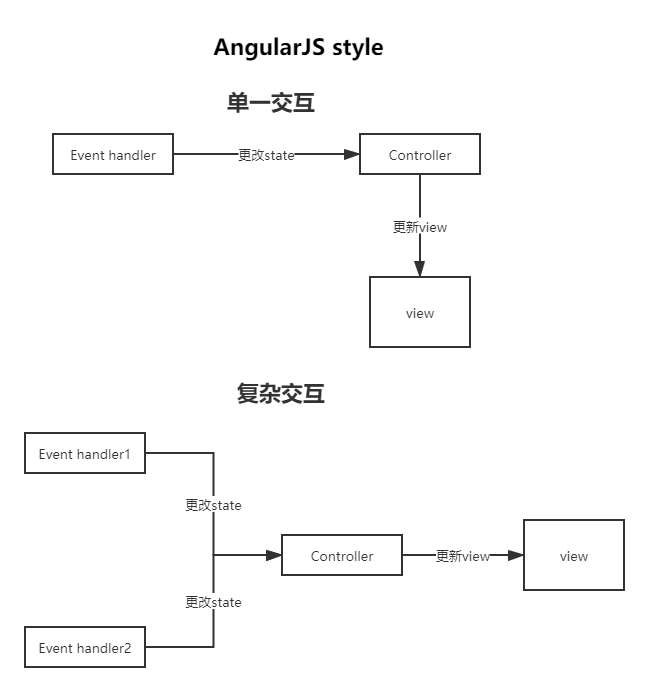 AngularJS style
单一交互
Event handler
更改state
Controller
更新view
view
复杂交互
Event handler1
更改state
Controller
更新view
view
更改state
Event handler2